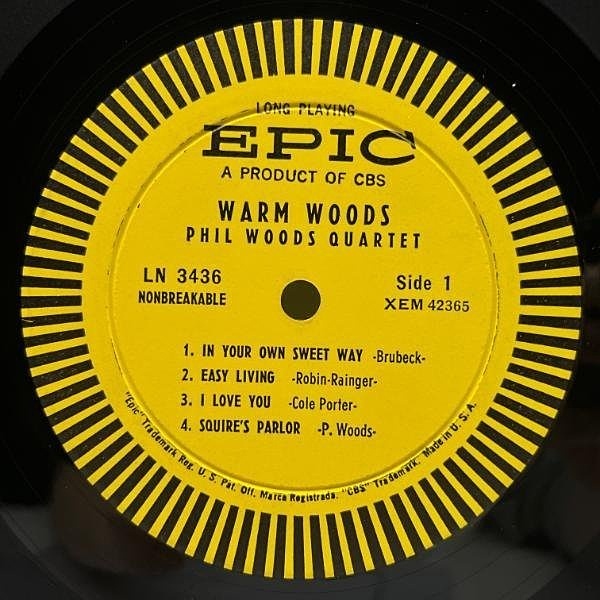 LONG PLAYING
EPIC
A PRODUCT OF CBS
WARM WOODS
PHIL WOODS QUARTET
LN 3436 Side 1
NONBREAKABLE XEM 42365
1. IN YOUR OWN SWEET WAY -Brubeck-
2. EASY LIVING -Robin-Rainger-
3. I LOVE YOU -Cole Porter-
4. SQUIRE'S PARLOR -P. Woods-
"Epic" Trademark Reg. U. S. Pat. Off. Marca Registrada. "CBS" Trademark. Made in U. S. A.